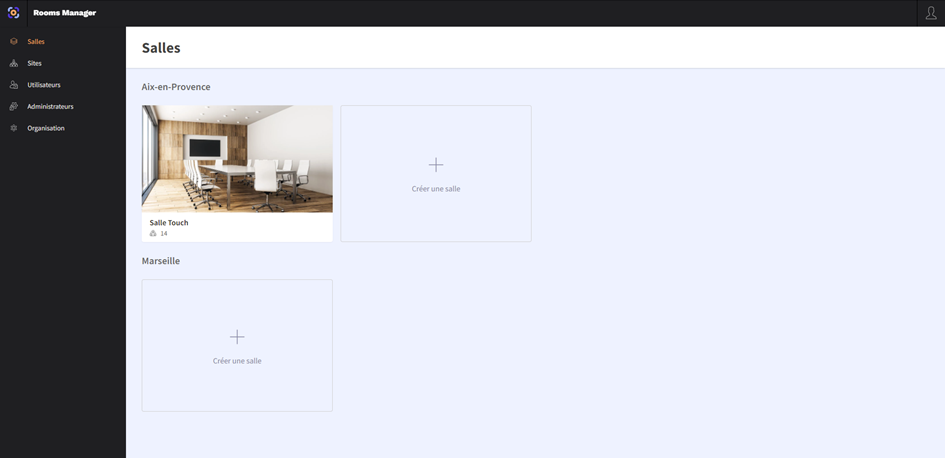 Rooms Manager
Salles
Sites
Utilisateurs
Administrateurs
Organisation
Salles
Aix-en-Provence
Créer une salle
Salle Touch
14
Marseille
Créer une salle